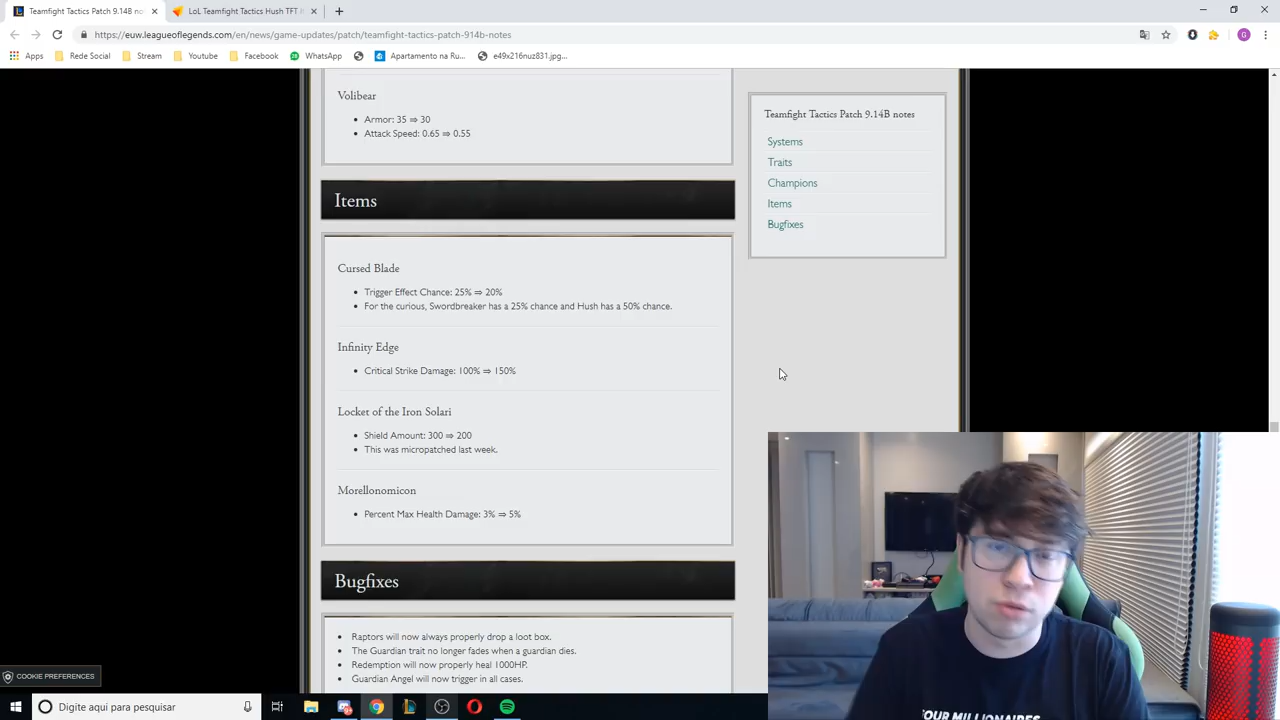 Teamfight Tactics Patch 9.14B no
LoL Teamfight Tactics Hush TFT It
https://euw.leagueoflegends.com/en/news/game-updates/patch/teamfight-tactics-patch-914b-notes
G
Apps
Rede Social
Stream
Youtube
Facebook
WhatsApp
Apartamento na Ru...
e49x216nuz831.jpg...
Volibear
• Armor: 35 ⇒ 30
• Attack Speed: 0.65 ⇒ 0.55
Items
Cursed Blade
• Trigger Effect Chance: 25% ⇒ 20%
• For the curious, Swordbreaker has a 25% chance and Hush has a 50% chance.
Infinity Edge
• Critical Strike Damage: 100% ⇒ 150%
Locket of the Iron Solari
• Shield Amount: 300 ⇒ 200
• This was micropatched last week.
Morellonomicon
• Percent Max Health Damage: 3% ⇒ 5%
Bugfixes
• Raptors will now always properly drop a loot box.
• The Guardian trait no longer fades when a guardian dies.
• Redemption will now properly heal 1000HP.
• Guardian Angel will now trigger in all cases.
Teamfight Tactics Patch 9.14B notes
Systems
Traits
Champions
Items
Bugfixes
COOKIE PREFERENCES
Digite aqui para pesquisar
YOUR MILLIONAIRES